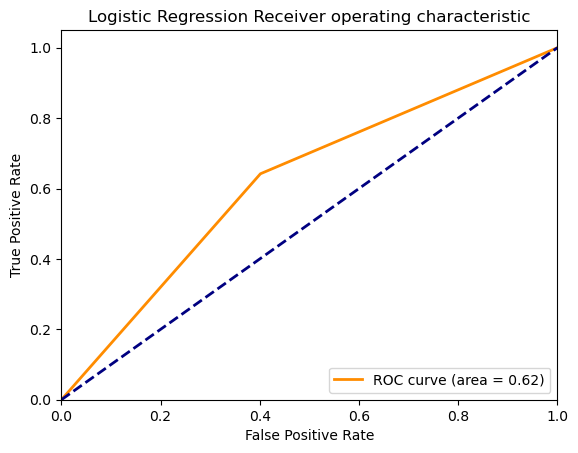 Logistic Regression Receiver operating characteristic
1.0
0.8
0.6
0.4
0.2
0.0
True Positive Rate
ROC curve (area = 0.62)
0.0 0.2 0.4 0.6 0.8 1.0
False Positive Rate